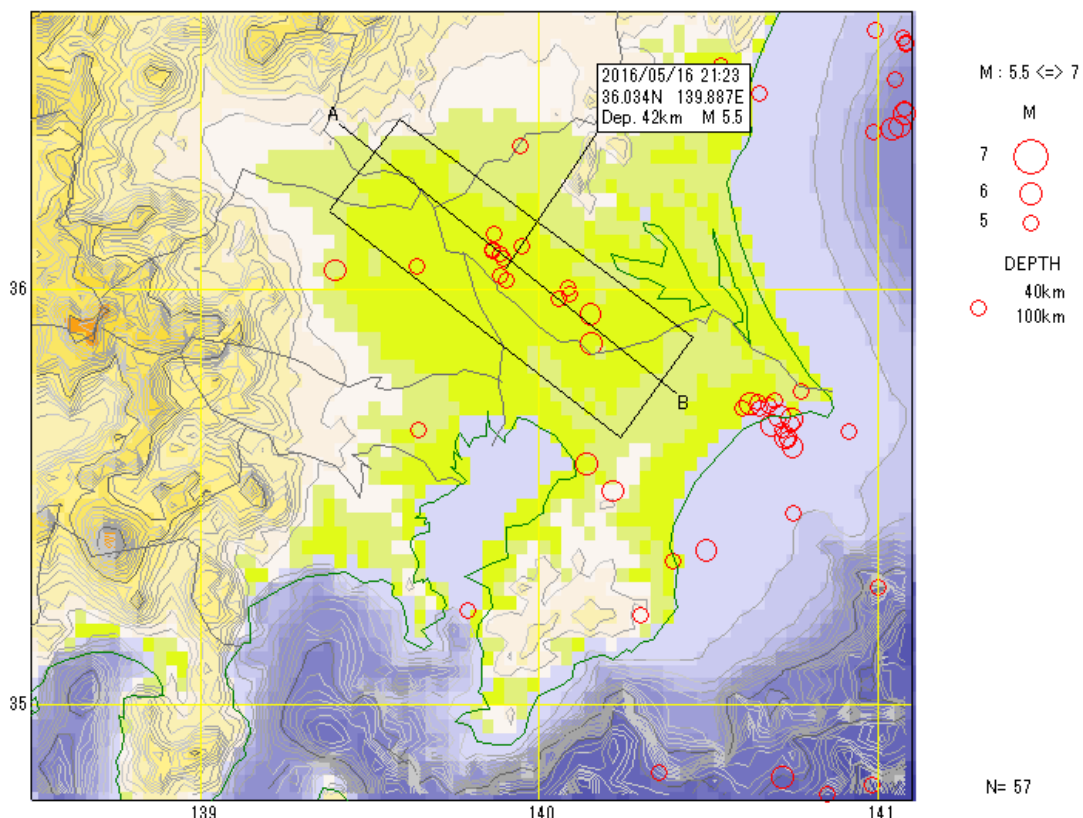 2016/05/16 21:23
36.034N 139.887E
Dep. 42km M 5.5
A
B
36
35
139
140
141
M : 5.5 <=> 7
M
7
6
5
DEPTH
40km
100km
N= 57